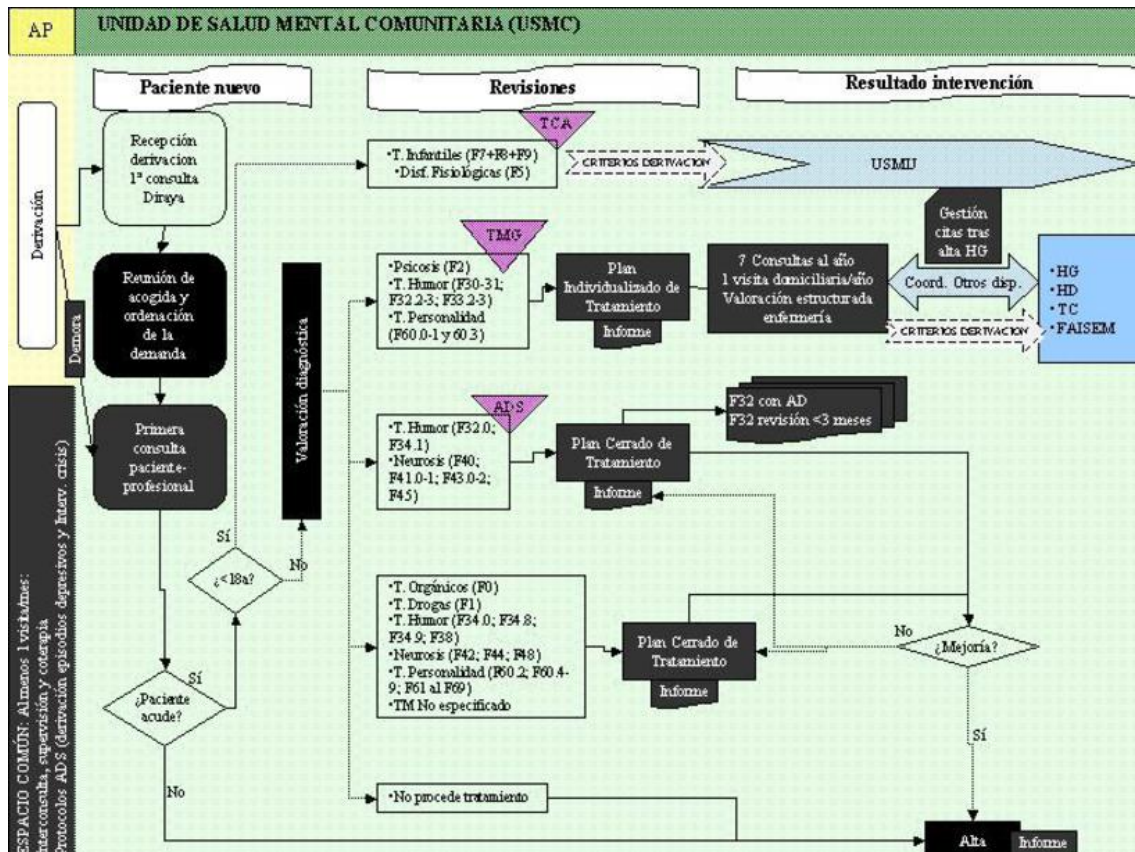 AP
UNIDAD DE SALUD MENTAL COMUNITARIA (USMC)
Paciente nuevo
Revisiones
Resultado intervención
Derivación
Demora
ESPACIO COMÚN: Almenos 1visita/mes:
Interconsulta, supervisión y coterapia
Protocolos ADS (derivación episodios depresivos y Interv. crisis)
Recepción
derivacion
1ª consulta
Diraya
Reunión de
acogida y
ordenación
de la
demanda
Primera
consulta
paciente-
profesional
¿Paciente
acude?
Sí
No
¿<18a?
Sí
No
Valoración diagnóstica
TCA
•T. Infantiles (F7+F8+F9)
•Disf. Fisiológicas (F5)
CRITERIOS DERIVACION
USMIJ
TMG
•Psicosis (F2)
•T. Humor (F30-31;
F32.2-3; F33.2-3)
•T. Personalidad
(F60.0-1 y 60.3)
Plan
Individualizado de
Tratamiento
Informe
7 Consultas al año
1 visita domiciliaria/año
Valoración estructurada
enfermería
Gestión
citas tras
alta HG
Coord. Otros disp.
CRITERIOS DERIVACION
•HG
•HD
•TC
•FAISEM
ADS
•T. Humor (F32.0;
F34.1)
•Neurosis (F40;
F41.0-1; F43.0-2;
F45)
Plan Cerrado de
Tratamiento
Informe
F32 con AD
F32 revisión <3 meses
•T. Orgánicos (F0)
•T. Drogas (F1)
•T. Humor (F34.0; F34.8;
F34.9; F38)
•Neurosis (F42; F44; F48)
•T. Personalidad (F60.2; F60.4-
9; F61 al F69)
•TM No especificado
Plan Cerrado de
Tratamiento
Informe
No
¿Mejoría?
Sí
•No procede tratamiento
Alta
Informe